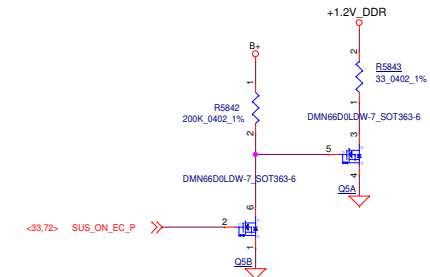 +1.2V_DDR
B+
2
R5843
33_0402_1%
1
1
R5842
200K_0402_1%
2
DMN66D0LDW-7_SOT363-6
3
5
4
Q5A
DMN66D0LDW-7_SOT363-6
6
<33,72> SUS_ON_EC_P
2
1
Q5B